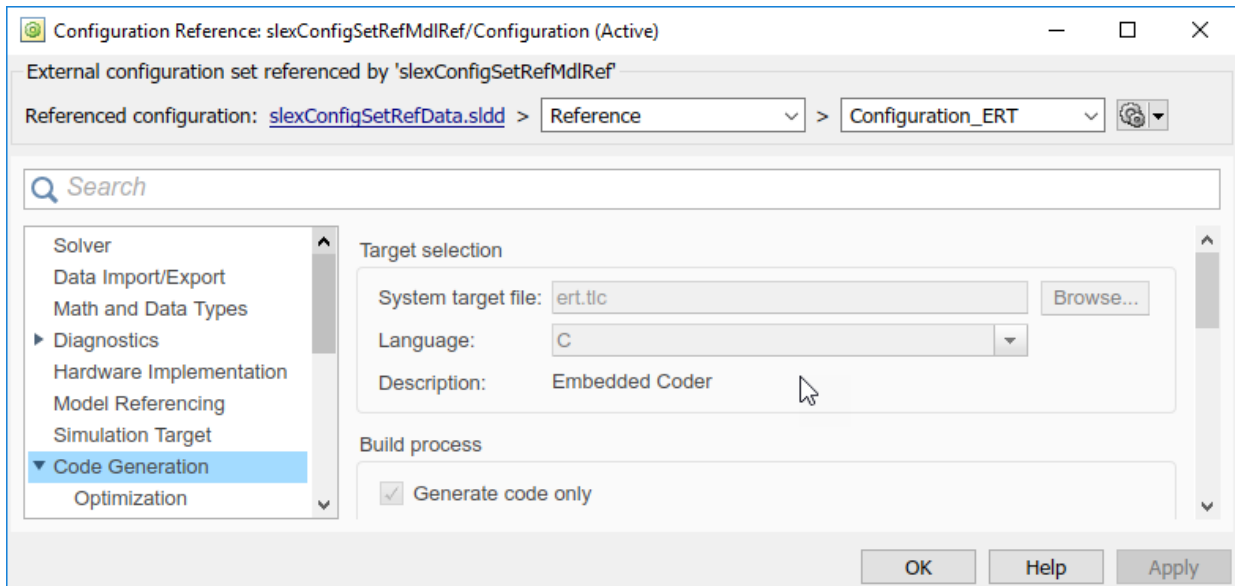 Configuration Reference: slexConfigSetRefMdlRef/Configuration (Active)
External configuration set referenced by 'slexConfigSetRefMdlRef'
Referenced configuration: slexConfigSetRefData.sldd > Reference > Configuration_ERT
Search
Solver
Data Import/Export
Math and Data Types
Diagnostics
Hardware Implementation
Model Referencing
Simulation Target
Code Generation
Optimization
Target selection
System target file: ert.tlc Browse...
Language: C
Description: Embedded Coder
Build process
Generate code only
OK Help Apply